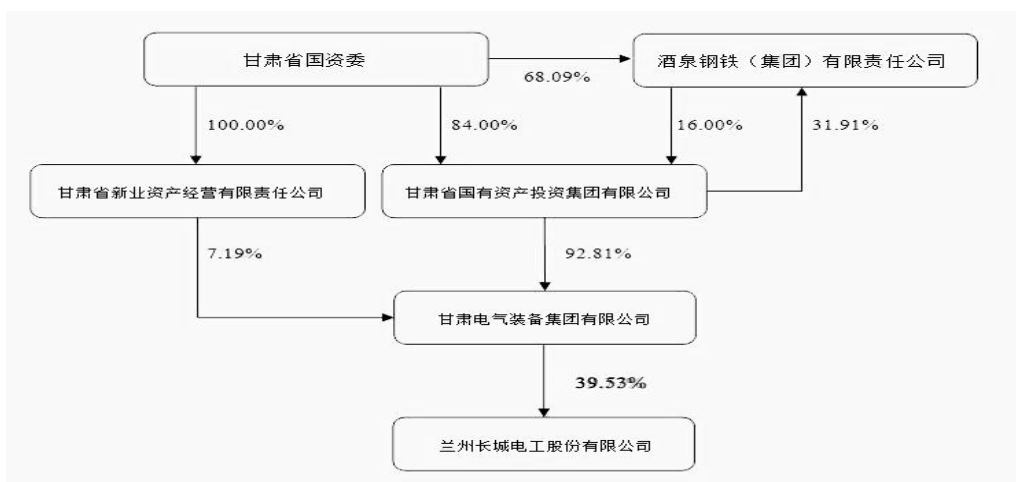 甘肃省国资委
酒泉钢铁（集团）有限责任公司
68.09%
100.00%
84.00%
16.00%
31.91%
甘肃省新业资产经营有限责任公司
甘肃省国有资产投资集团有限公司
7.19%
92.81%
甘肃电气装备集团有限公司
39.53%
兰州长城电工股份有限公司